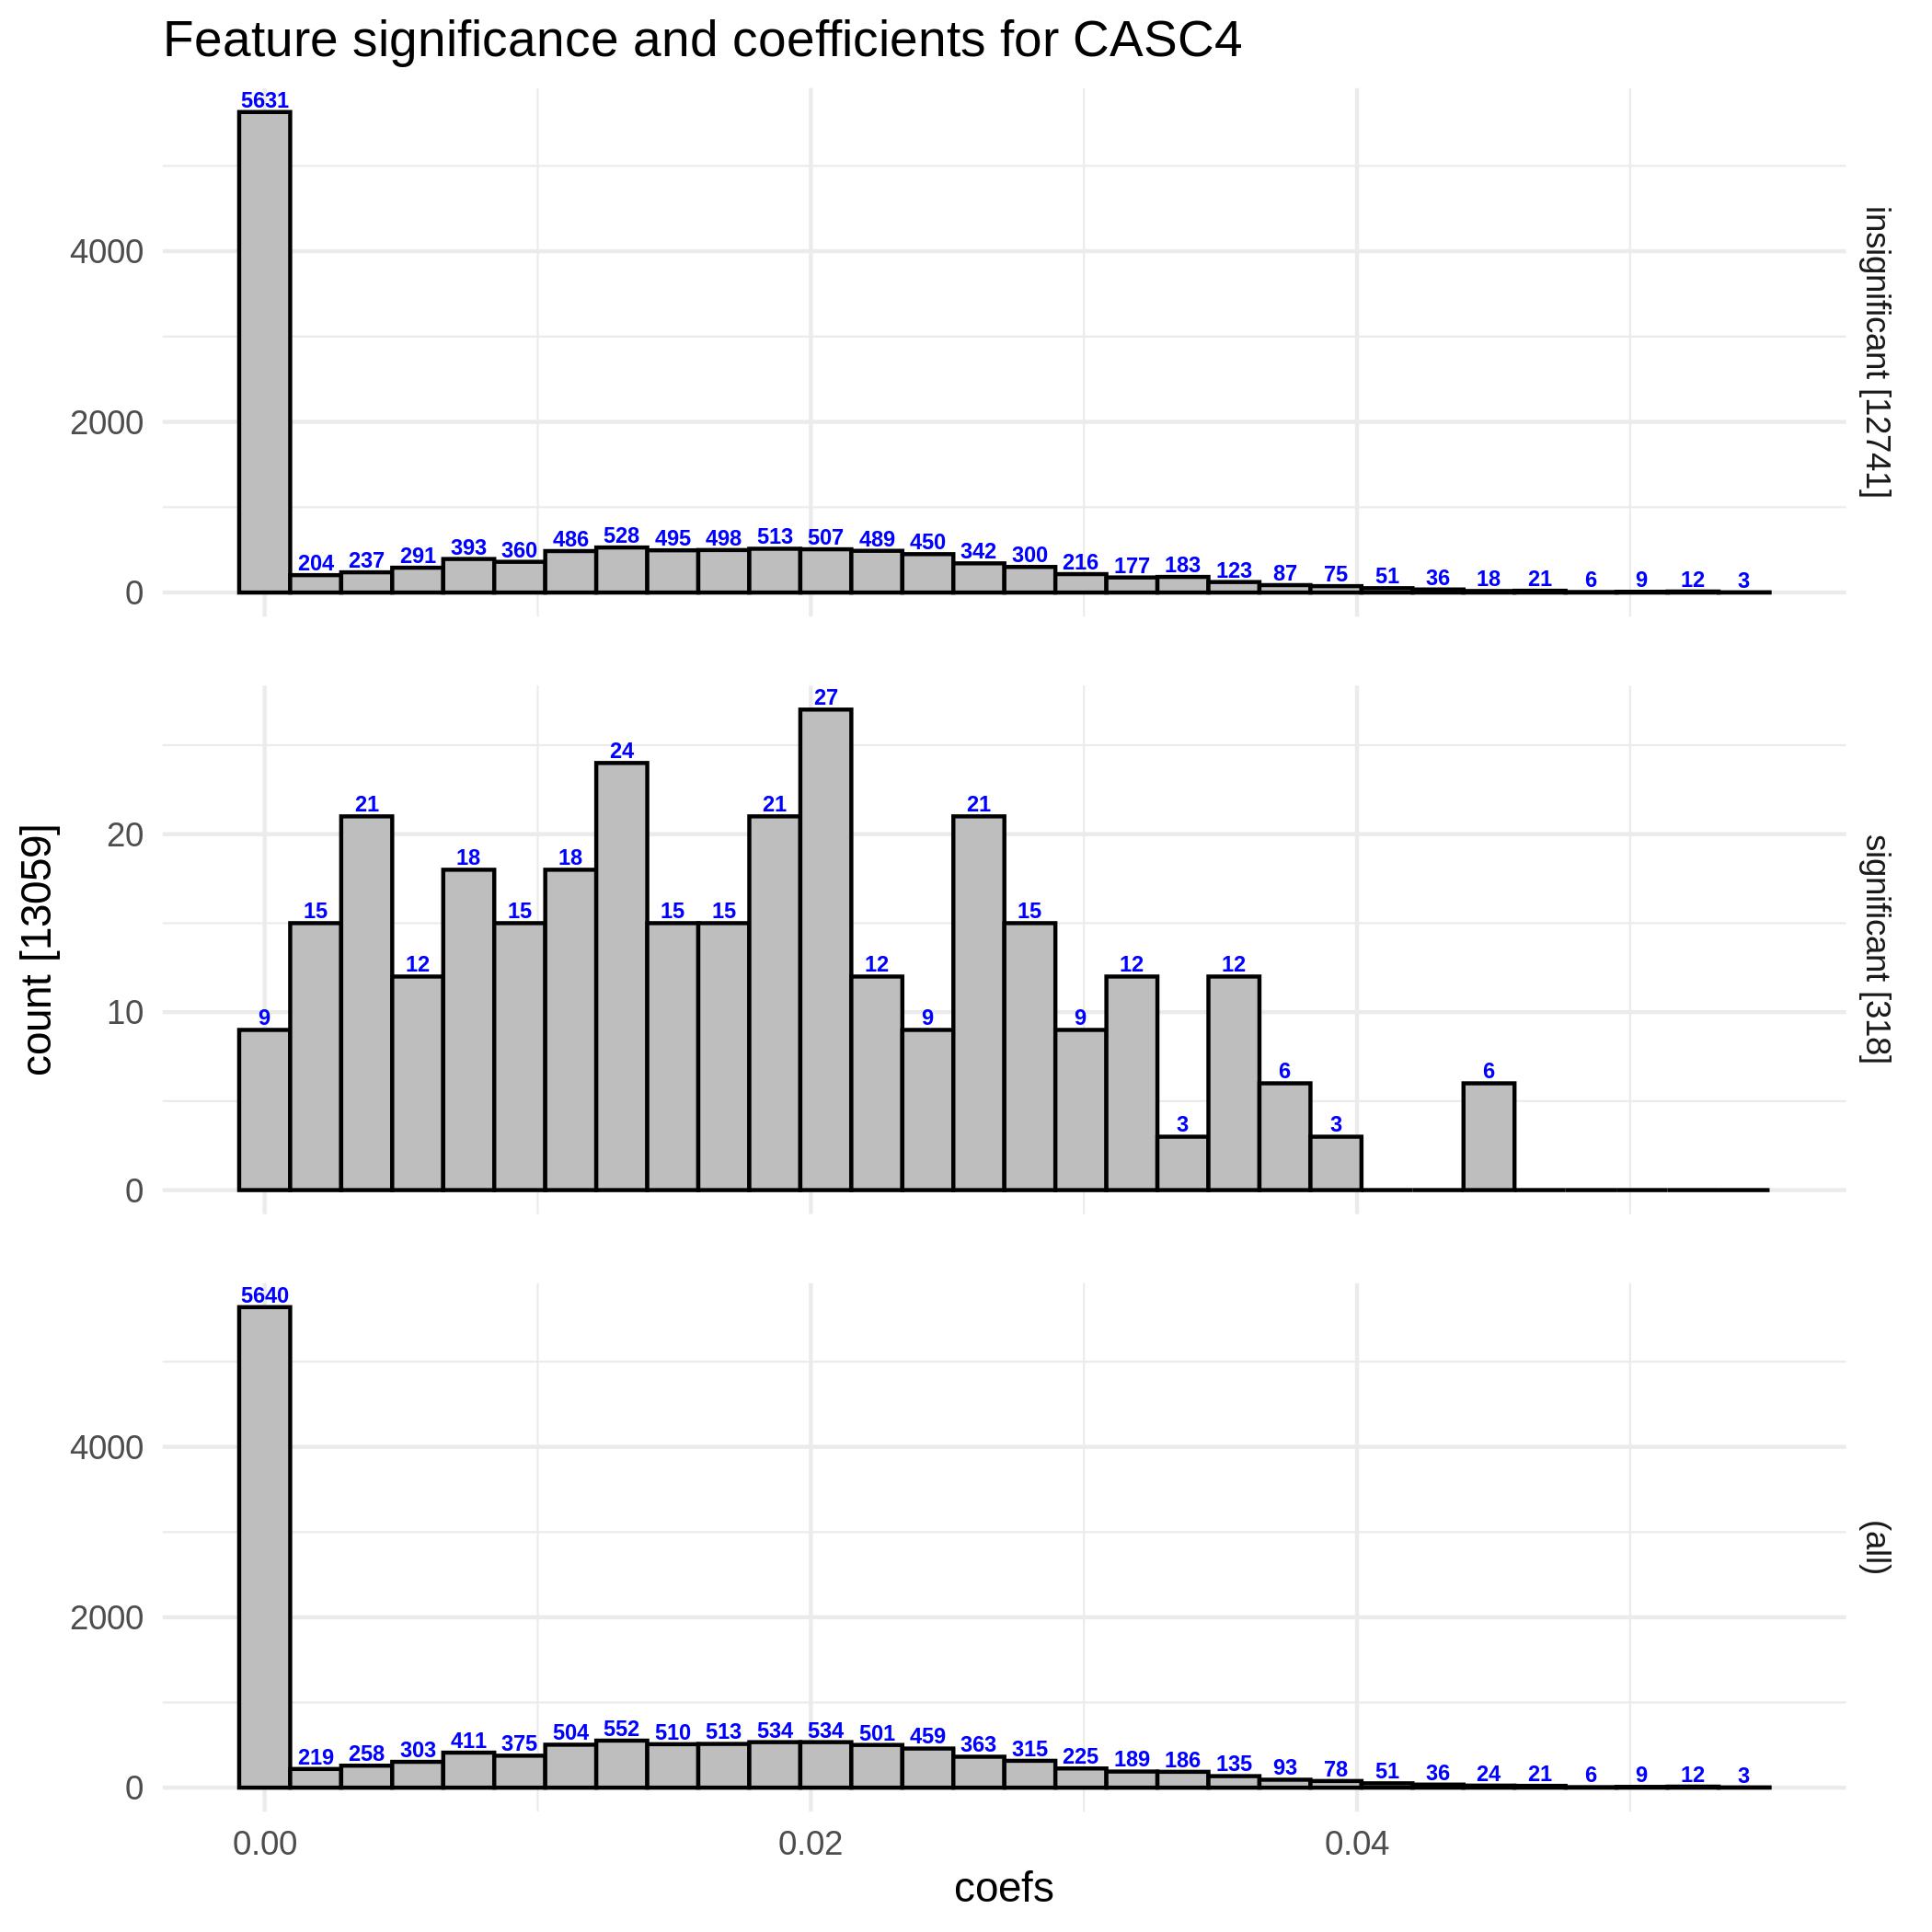 Feature significance and coefficients for CASC4
5631
204 237 291 393 360 486 528 495 498 513 507 489 450 342 300 216 177 183 123 87 75 51 36 18 21 6 9 12 3
4000
2000
0
insignificant [12741]
9 15 21 12 18 15 18 24 15 15 21 27 12 9 21 15 9 12 3 12 6 3 6
20
10
0
significant [318]
count [13059]
5640
219 258 303 411 375 504 552 510 513 534 534 501 459 363 315 225 189 186 135 93 78 51 36 24 21 6 9 12 3
4000
2000
0
(all)
0.00 0.02 0.04
coefs